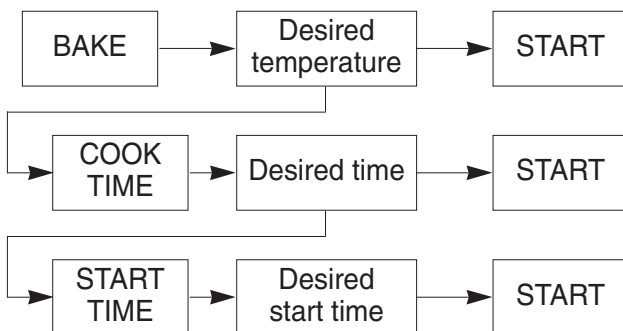 BAKE
Desired
temperature
START
COOK
TIME
Desired time
START
START
TIME
Desired
start time
START